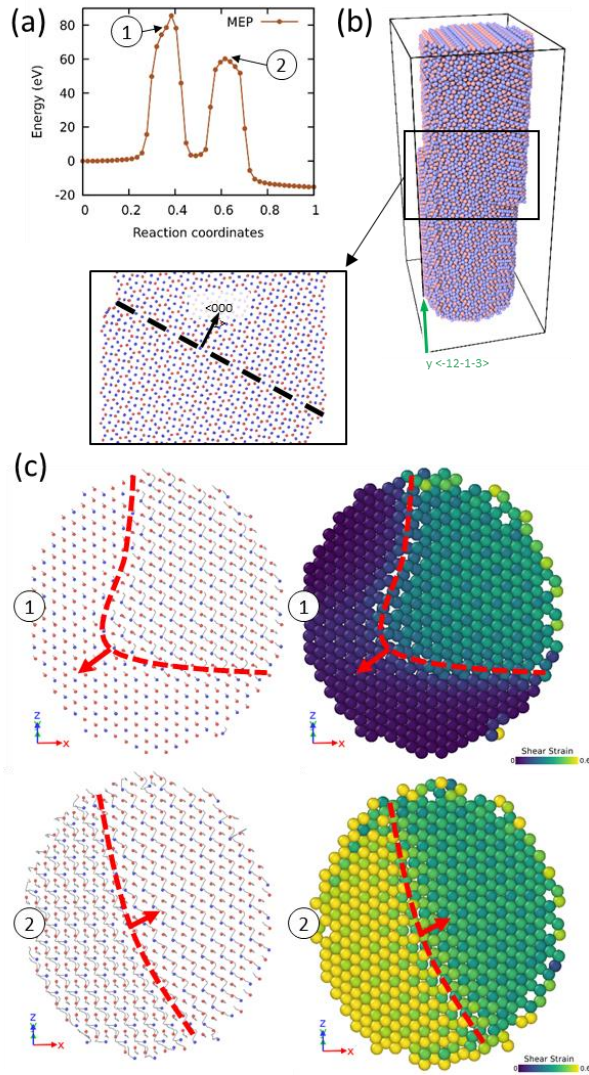 (a)
MEP
1
2
Energy (eV)
80
60
40
20
0
-20
0
0.2
0.4
0.6
0.8
1
Reaction coordinates
(b)
y <-12-1-3>
<000
(c)
1
z
x
1
z
x
Shear Strain
0
0.6
2
z
x
2
z
x
Shear Strain
0
0.6